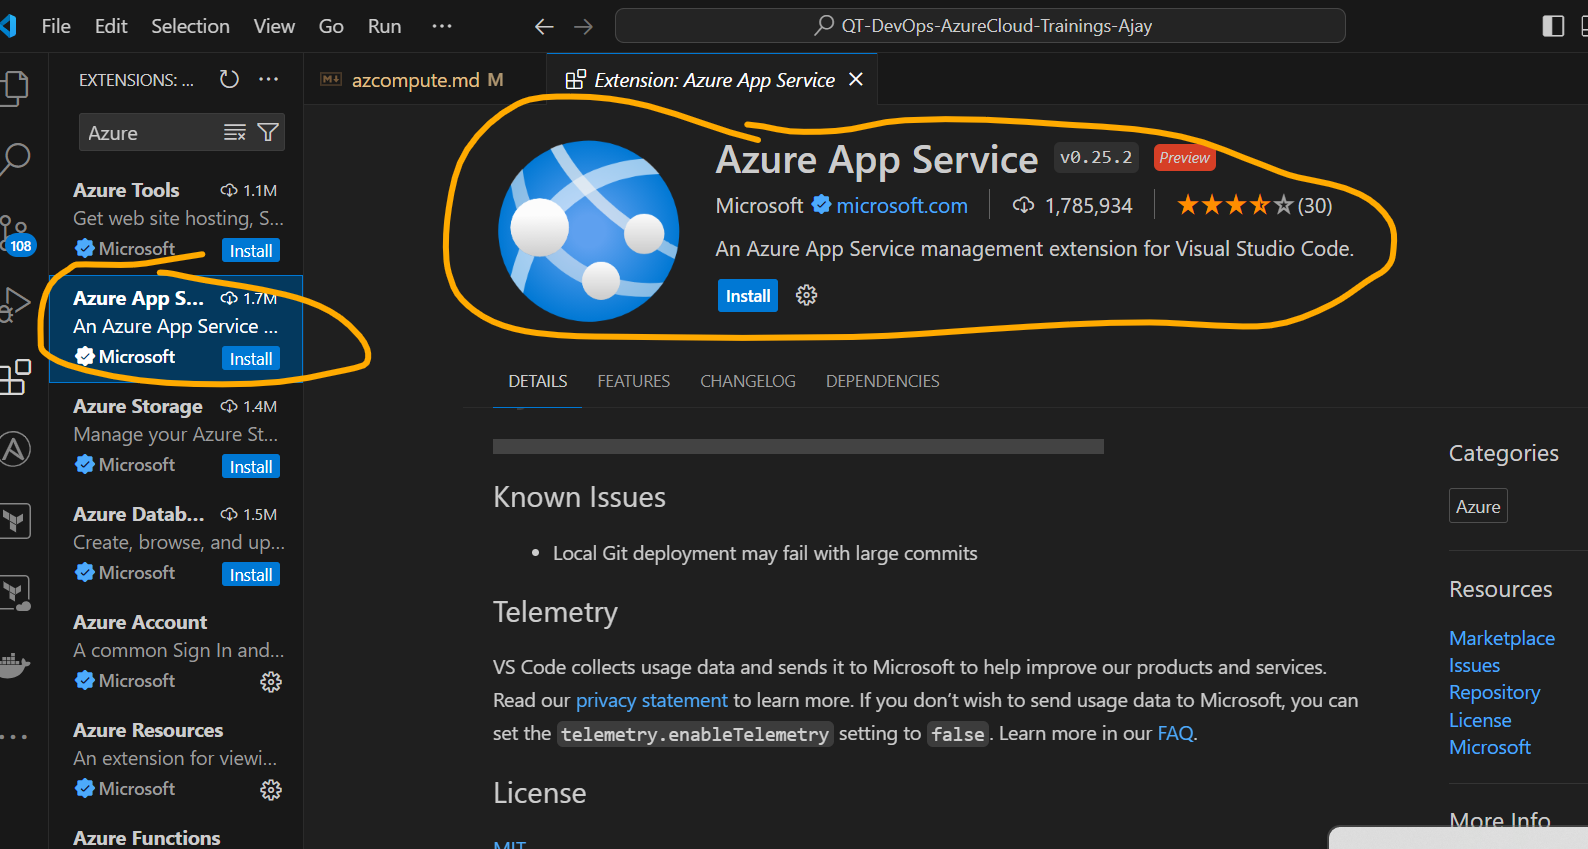 File Edit Selection View Go Run ···
QT-DevOps-AzureCloud-Trainings-Ajay
EXTENSIONS: ...
azcompute.md M
Extension: Azure App Service
Azure
108
Azure Tools 1.1M
Get web site hosting, S...
Microsoft Install
Azure App S... 1.7M
An Azure App Service ...
Microsoft Install
Azure Storage 1.4M
Manage your Azure St...
Microsoft Install
Azure Datab... 1.5M
Create, browse, and up...
Microsoft Install
Azure Account
A common Sign In and...
Microsoft
Azure Resources
An extension for viewi...
Microsoft
Azure Functions
Azure App Service v0.25.2 Preview
Microsoft microsoft.com 1,785,934 (30)
An Azure App Service management extension for Visual Studio Code.
Install
DETAILS FEATURES CHANGELOG DEPENDENCIES
Known Issues
• Local Git deployment may fail with large commits
Telemetry
VS Code collects usage data and sends it to Microsoft to help improve our products and services.
Read our privacy statement to learn more. If you don’t wish to send usage data to Microsoft, you can
set the telemetry.enableTelemetry setting to false. Learn more in our FAQ.
License
MIT
Categories
Azure
Resources
Marketplace
Issues
Repository
License
Microsoft
More Info